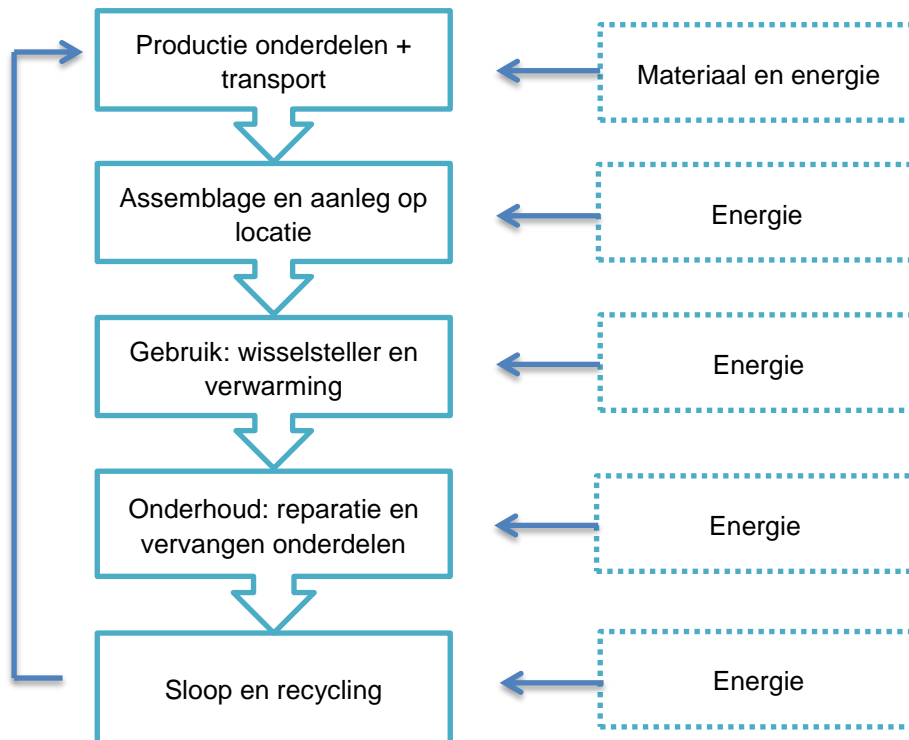 Productie onderdelen +
transport
Materiaal en energie
Assemblage en aanleg op
locatie
Energie
Gebruik: wisselsteller en
verwarming
Energie
Onderhoud: reparatie en
vervangen onderdelen
Energie
Sloop en recycling
Energie